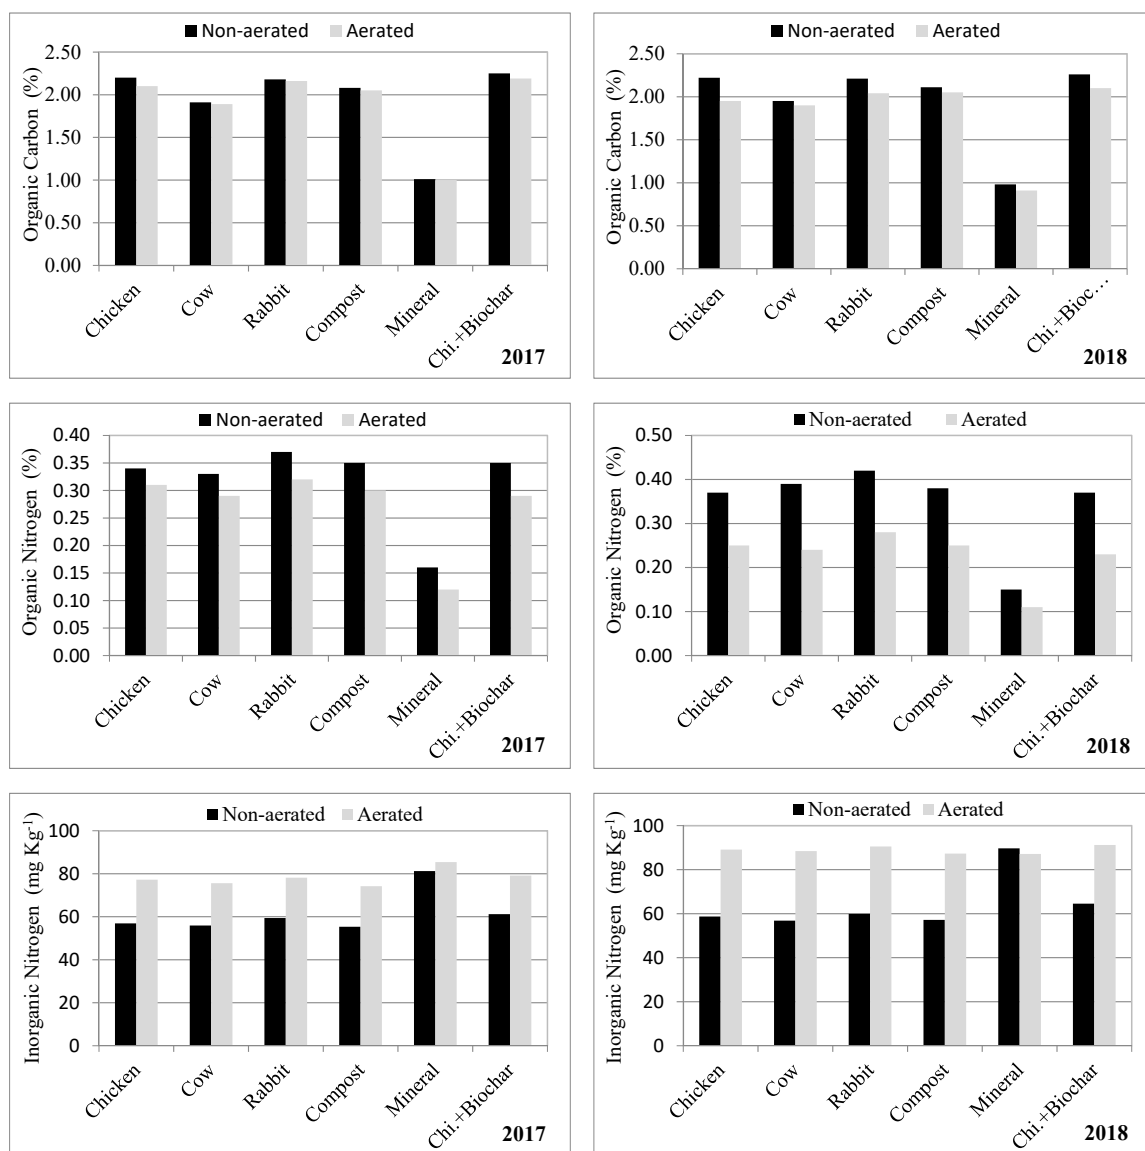 Non-aerated Aerated
Organic Carbon (%)
2.50
2.00
1.50
1.00
0.50
0.00
Chicken
Cow
Rabbit
Compost
Mineral
Chi.+Biochar
2017
Non-aerated Aerated
Organic Carbon (%)
2.50
2.00
1.50
1.00
0.50
0.00
Chicken
Cow
Rabbit
Compost
Mineral
Chi.+Bioc...
2018
Non-aerated Aerated
Organic Nitrogen (%)
0.40
0.35
0.30
0.25
0.20
0.15
0.10
0.05
0.00
Chicken
Cow
Rabbit
Compost
Mineral
Chi.+Biochar
2017
Non-aerated Aerated
Organic Nitrogen (%)
0.50
0.40
0.30
0.20
0.10
0.00
Chicken
Cow
Rabbit
Compost
Mineral
Chi.+Biochar
2018
Non-aerated Aerated
Inorganic Nitrogen (mg Kg⁻¹)
100
80
60
40
20
0
Chicken
Cow
Rabbit
Compost
Mineral
Chi.+Biochar
2017
Non-aerated Aerated
Inorganic Nitrogen (mg Kg⁻¹)
100
80
60
40
20
0
Chicken
Cow
Rabbit
Compost
Mineral
Chi.+Biochar
2018